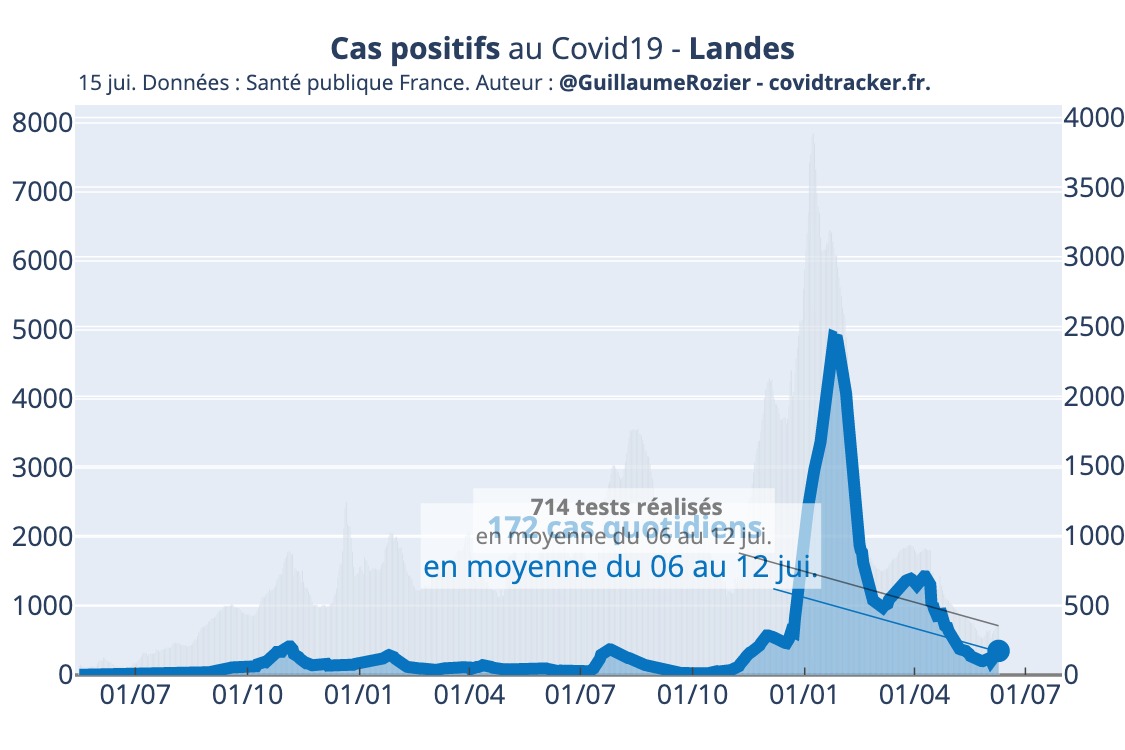 Cas positifs au Covid19 - Landes
15 jui. Données : Santé publique France. Auteur : @GuillaumeRozier - covidtracker.fr.
8000
7000
6000
5000
4000
3000
2000
1000
0
4000
3500
3000
2500
2000
1500
1000
500
0
714 tests réalisés
en moyenne du 06 au 12 jui.
172 cas quotidiens
en moyenne du 06 au 12 jui.
01/07 01/10 01/01 01/04 01/07 01/10 01/01 01/04 01/07